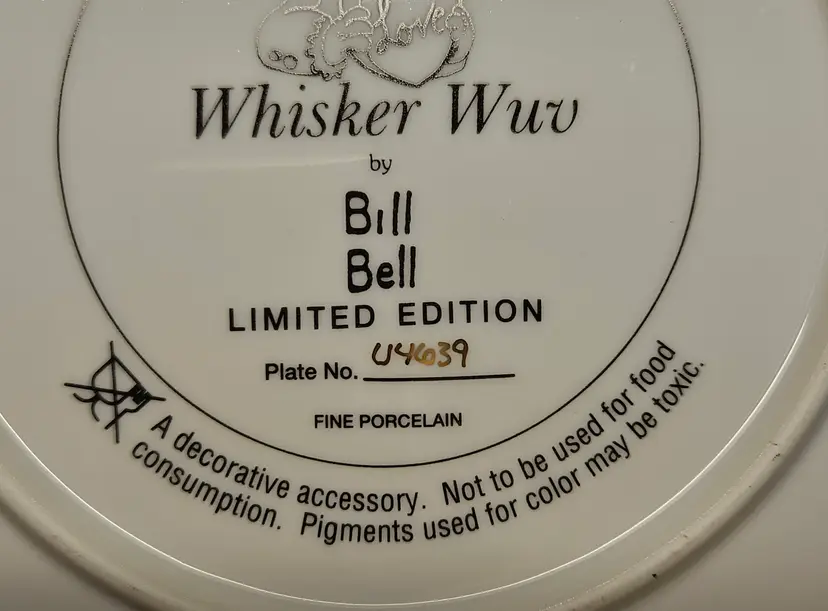 Love
Whisker Wuv
by
Bill
Bell
LIMITED EDITION
Plate No. U4639
FINE PORCELAIN
A decorative accessory. Not to be used for food
consumption. Pigments used for color may be toxic.